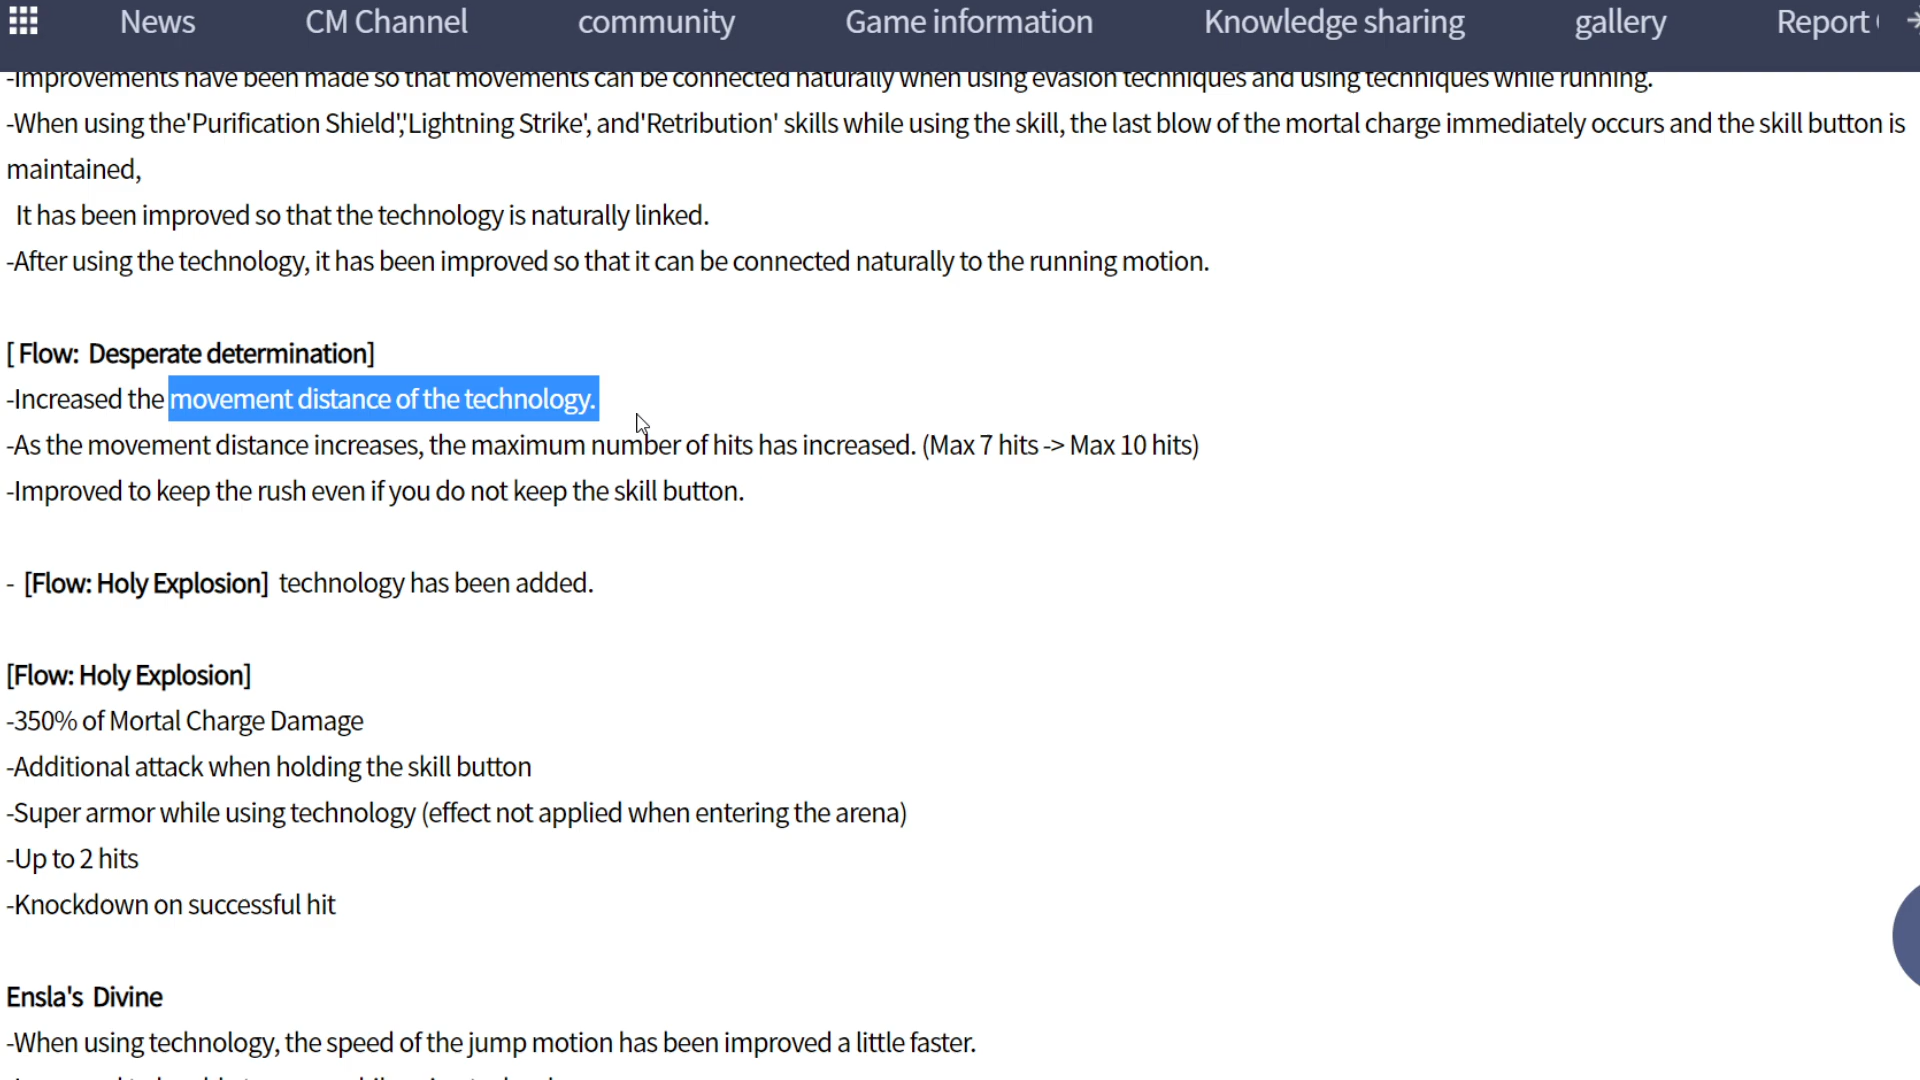 News CM Channel community Game information Knowledge sharing gallery Report
-Improvements have been made so that movements can be connected naturally when using evasion techniques and using techniques while running.
-When using the'Purification Shield','Lightning Strike', and'Retribution' skills while using the skill, the last blow of the mortal charge immediately occurs and the skill button is
maintained,
It has been improved so that the technology is naturally linked.
-After using the technology, it has been improved so that it can be connected naturally to the running motion.
[ Flow: Desperate determination]
-Increased the movement distance of the technology.
-As the movement distance increases, the maximum number of hits has increased. (Max 7 hits -> Max 10 hits)
-Improved to keep the rush even if you do not keep the skill button.
- [Flow: Holy Explosion] technology has been added.
[Flow: Holy Explosion]
-350% of Mortal Charge Damage
-Additional attack when holding the skill button
-Super armor while using technology (effect not applied when entering the arena)
-Up to 2 hits
-Knockdown on successful hit
Ensla's Divine
-When using technology, the speed of the jump motion has been improved a little faster.